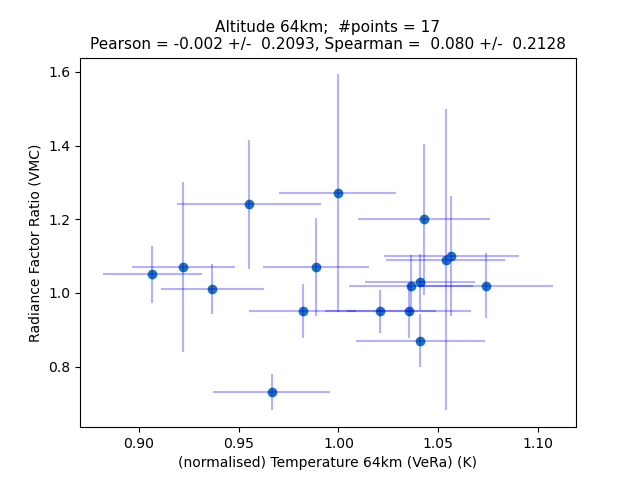 Altitude 64km;  #points = 17
Pearson = -0.002 +/-  0.2093, Spearman =  0.080 +/-  0.2128
1.6
1.4
1.2
1.0
0.8
Radiance Factor Ratio (VMC)
0.90 0.95 1.00 1.05 1.10
(normalised) Temperature 64km (VeRa) (K)